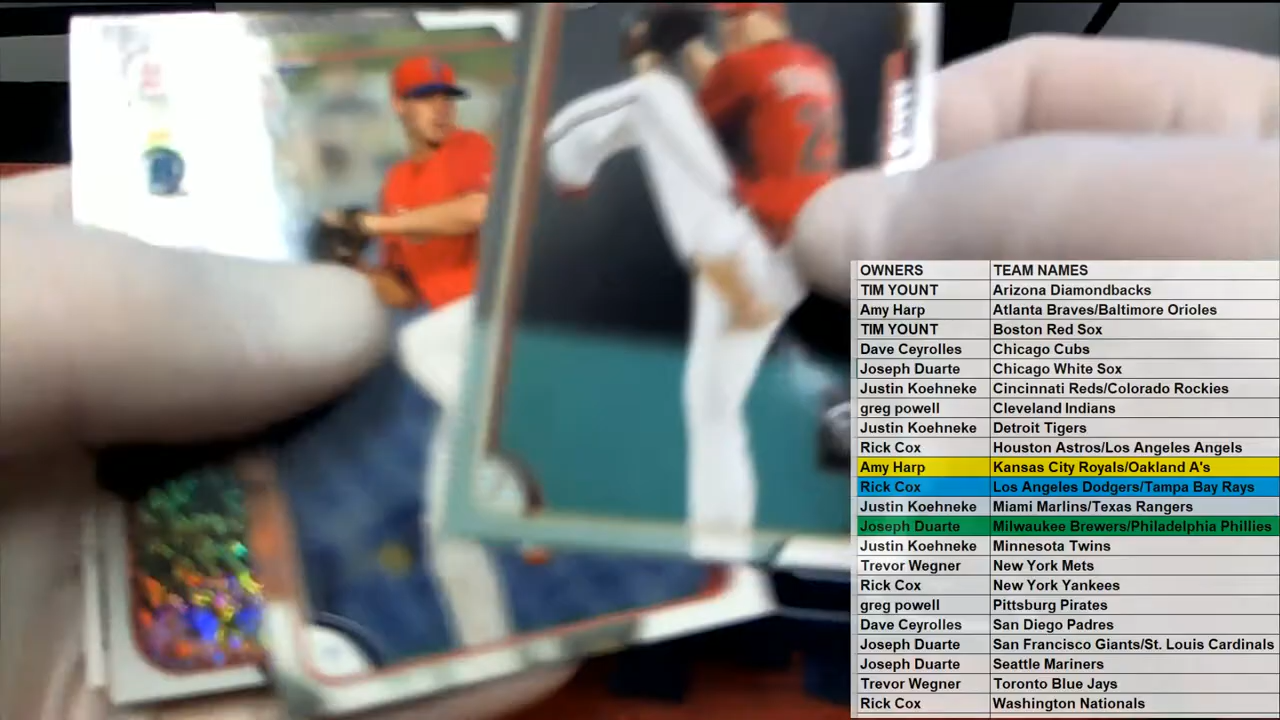 OWNERS TEAM NAMES
TIM YOUNT Arizona Diamondbacks
Amy Harp Atlanta Braves/Baltimore Orioles
TIM YOUNT Boston Red Sox
Dave Ceyrolles Chicago Cubs
Joseph Duarte Chicago White Sox
Justin Koehneke Cincinnati Reds/Colorado Rockies
greg powell Cleveland Indians
Justin Koehneke Detroit Tigers
Rick Cox Houston Astros/Los Angeles Angels
Amy Harp Kansas City Royals/Oakland A's
Rick Cox Los Angeles Dodgers/Tampa Bay Rays
Justin Koehneke Miami Marlins/Texas Rangers
Joseph Duarte Milwaukee Brewers/Philadelphia Phillies
Justin Koehneke Minnesota Twins
Trevor Wegner New York Mets
Rick Cox New York Yankees
greg powell Pittsburg Pirates
Dave Ceyrolles San Diego Padres
Joseph Duarte San Francisco Giants/St. Louis Cardinals
Joseph Duarte Seattle Mariners
Trevor Wegner Toronto Blue Jays
Rick Cox Washington Nationals